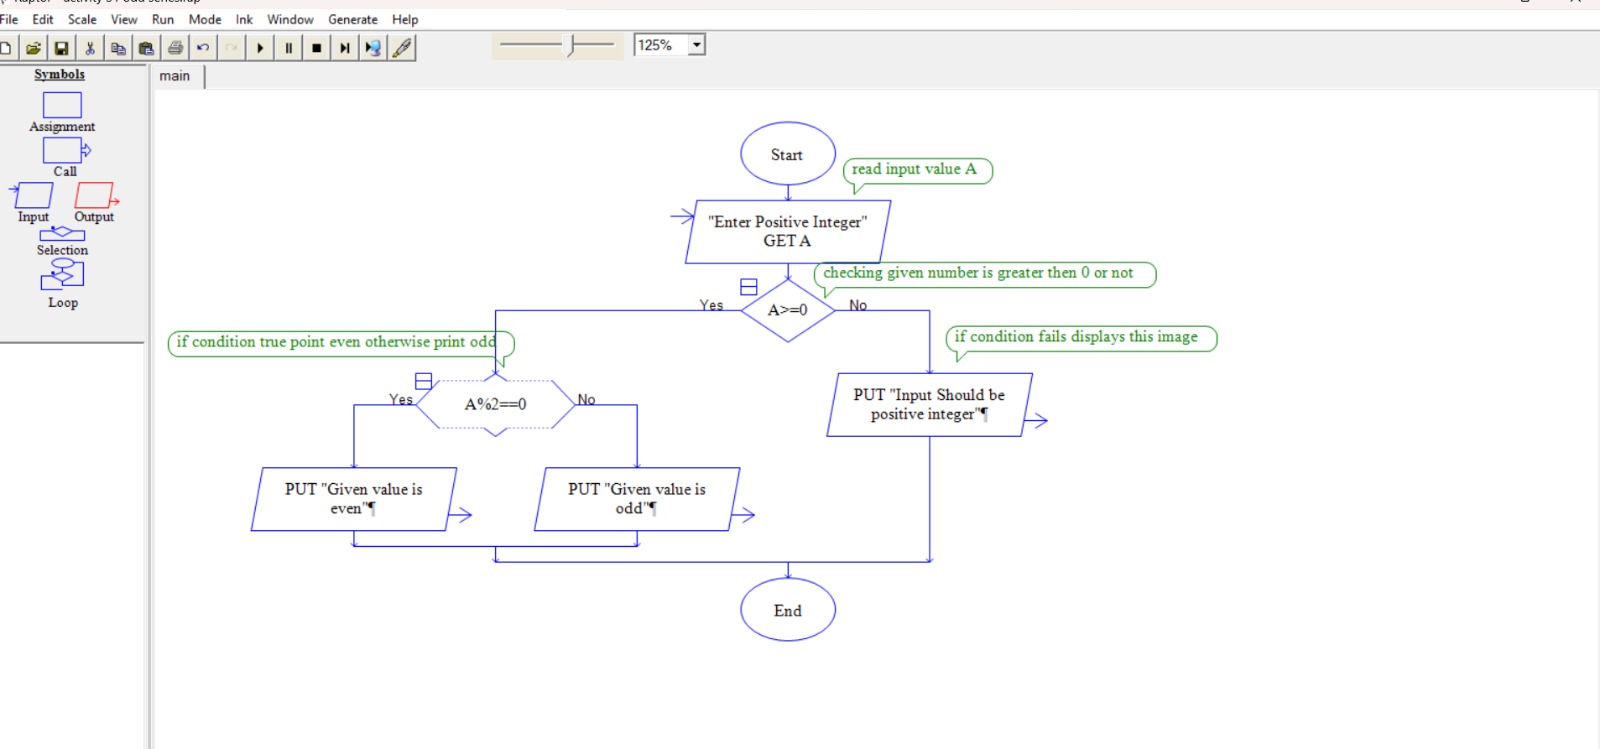 File Edit Scale View Run Mode Ink Window Generate Help
125%
Symbols
Assignment
Call
Input Output
Selection
Loop
main
Start
read input value A
"Enter Positive Integer"
GET A
checking given number is greater then 0 or not
Yes
A>=0
No
if condition true point even otherwise print odd
if condition fails displays this image
Yes
A%2==0
No
PUT "Input Should be
positive integer"¶
PUT "Given value is
even"¶
PUT "Given value is
odd"¶
End